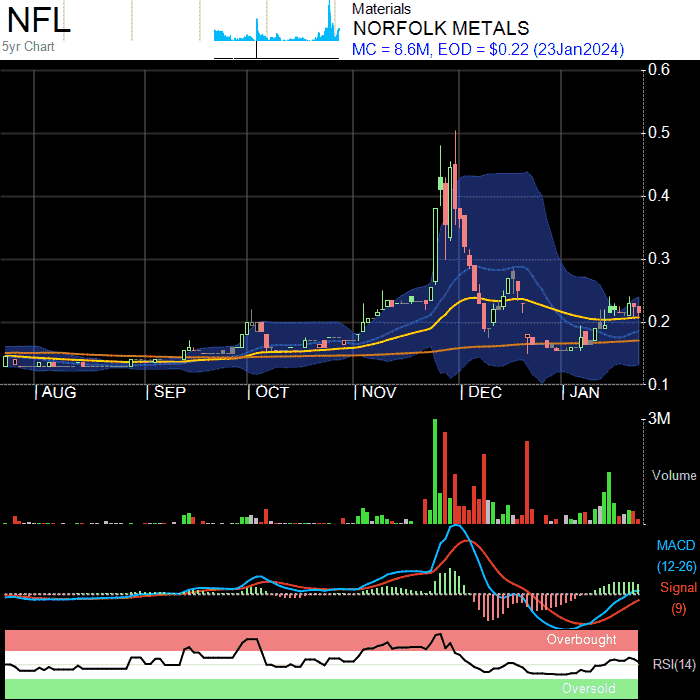 NFL
5yr Chart
Materials
NORFOLK METALS
MC = 8.6M, EOD = $0.22 (23Jan2024)
0.6
0.5
0.4
0.3
0.2
0.1
| AUG | SEP | OCT | NOV | DEC | JAN
3M
Volume
MACD
(12-26)
Signal
(9)
Overbought
RSI(14)
Oversold